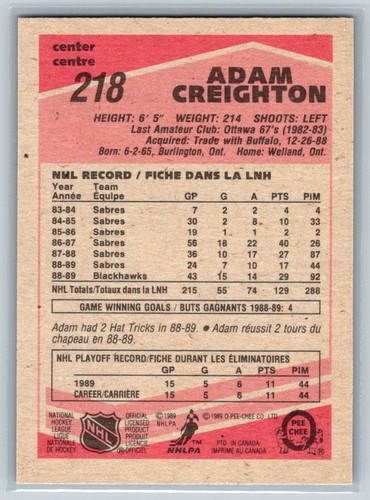 center
centre
218
ADAM
CREIGHTON
HEIGHT: 6' 5" WEIGHT: 214 SHOOTS: LEFT
Last Amateur Club: Ottawa 67's (1982-83)
Acquired: Trade with Buffalo, 12-26-88
Born: 6-2-65, Burlington, Ont. Home: Welland, Ont.
NHL RECORD / FICHE DANS LA LNH
Year Team
Année Équipe GP G A PTS PIM
83-84 Sabres 7 2 2 4 4
84-85 Sabres 30 2 8 10 33
85-86 Sabres 19 1 1 2 2
86-87 Sabres 56 18 22 40 26
87-88 Sabres 36 10 17 27 87
88-89 Sabres 24 7 10 17 44
88-89 Blackhawks 43 15 14 29 92
NHL Totals/Totaux dans la LNH 215 55 74 129 288
GAME WINNING GOALS / BUTS GAGNANTS 1988-89: 4
Adam had 2 Hat Tricks in 88-89. • Adam réussit 2 tours du
chapeau en 88-89.
NHL PLAYOFF RECORD/FICHE DURANT LES ÉLIMINATOIRES
GP G A PTS PIM
1989 15 5 6 11 44
CAREER/CARRIÈRE 15 5 6 11 44
NATIONAL
HOCKEY
LEAGUE
LIGUE
NATIONALE
DE HOCKEY
NHL
OFFICIAL
LICENSED
PRODUCT
PRODUIT
OFFICIEL
©1989
NHLPA
TM
NHLPA
©1989 O-PEE-CHEE CO. LTD.
PTD. IN CANADA
IMPRIMÉ AU CANADA
O
PEE
CHEE
®